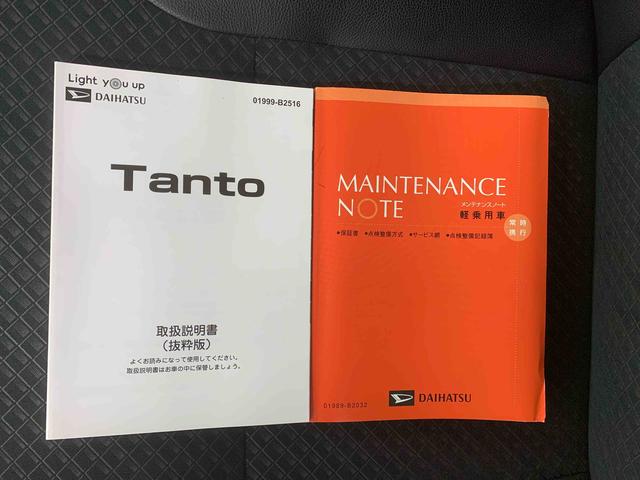 Light you up
DAIHATSU
01999-B2516
Tanto
取扱説明書
(抜粋版)
よくお読みになって使用してください。
取扱説明書はお車の中に保管しましょう。
MAINTENANCE
NOTE
メンテナンスノート
軽乗用車
常時
携行
●保証書 ●点検整備方式 ●サービス網 ●点検整備記録簿
01989-B2032
DAIHATSU